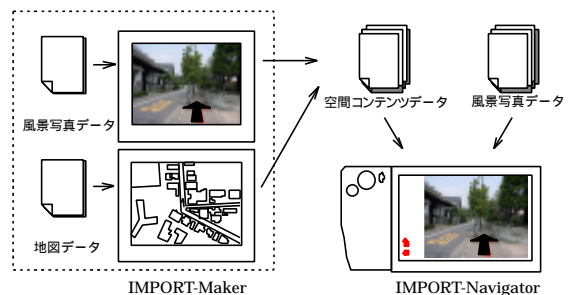 風景写真データ
地図データ
空間コンテンツデータ
風景写真データ
IMPORT-Maker
IMPORT-Navigator